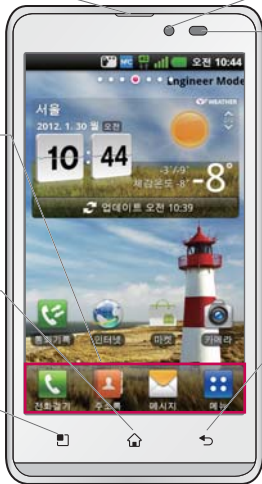 NFC 오전 10:44
Engineer Mode
서울
WEATHER
2012. 1. 30 월 오전
10 44
-3°/-9°
체감온도 -8°
-8°
업데이트 오전 10:39
통화기록 인터넷 마켓 카메라
전화걸기 주소록 메시지 메뉴